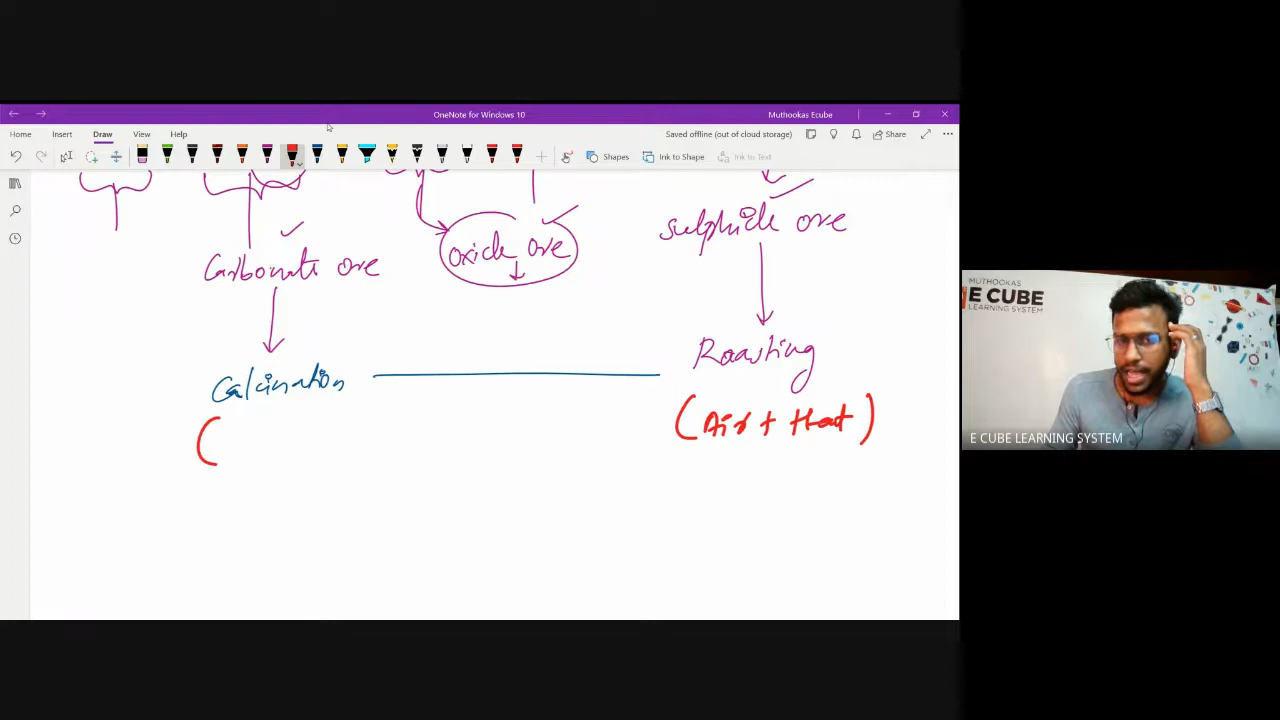 OneNote for Windows 10
Muthookas Ecube
Home Insert Draw View Help
Saved offline (out of cloud storage)
Share
Shapes
Ink to Shape
Ink to Text
Carbonate ore
oxide ore
sulphide ore
Calcination
Roasting
(
(Air + Heat)
MUTHOOKAS
E CUBE
LEARNING SYSTEM
E CUBE LEARNING SYSTEM